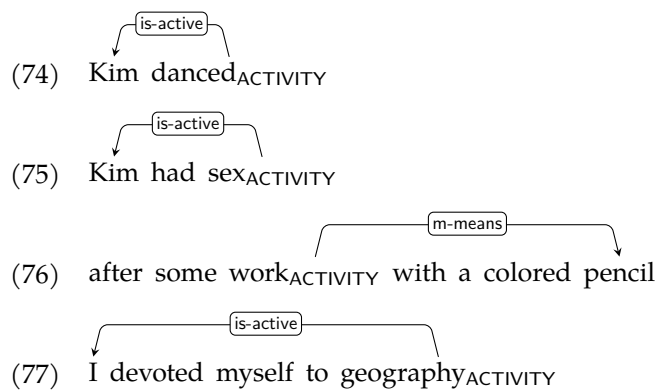 is-active
(74) Kim danced ACTIVITY
is-active
(75) Kim had sex ACTIVITY
m-means
(76) after some work ACTIVITY with a colored pencil
is-active
(77) I devoted myself to geography ACTIVITY